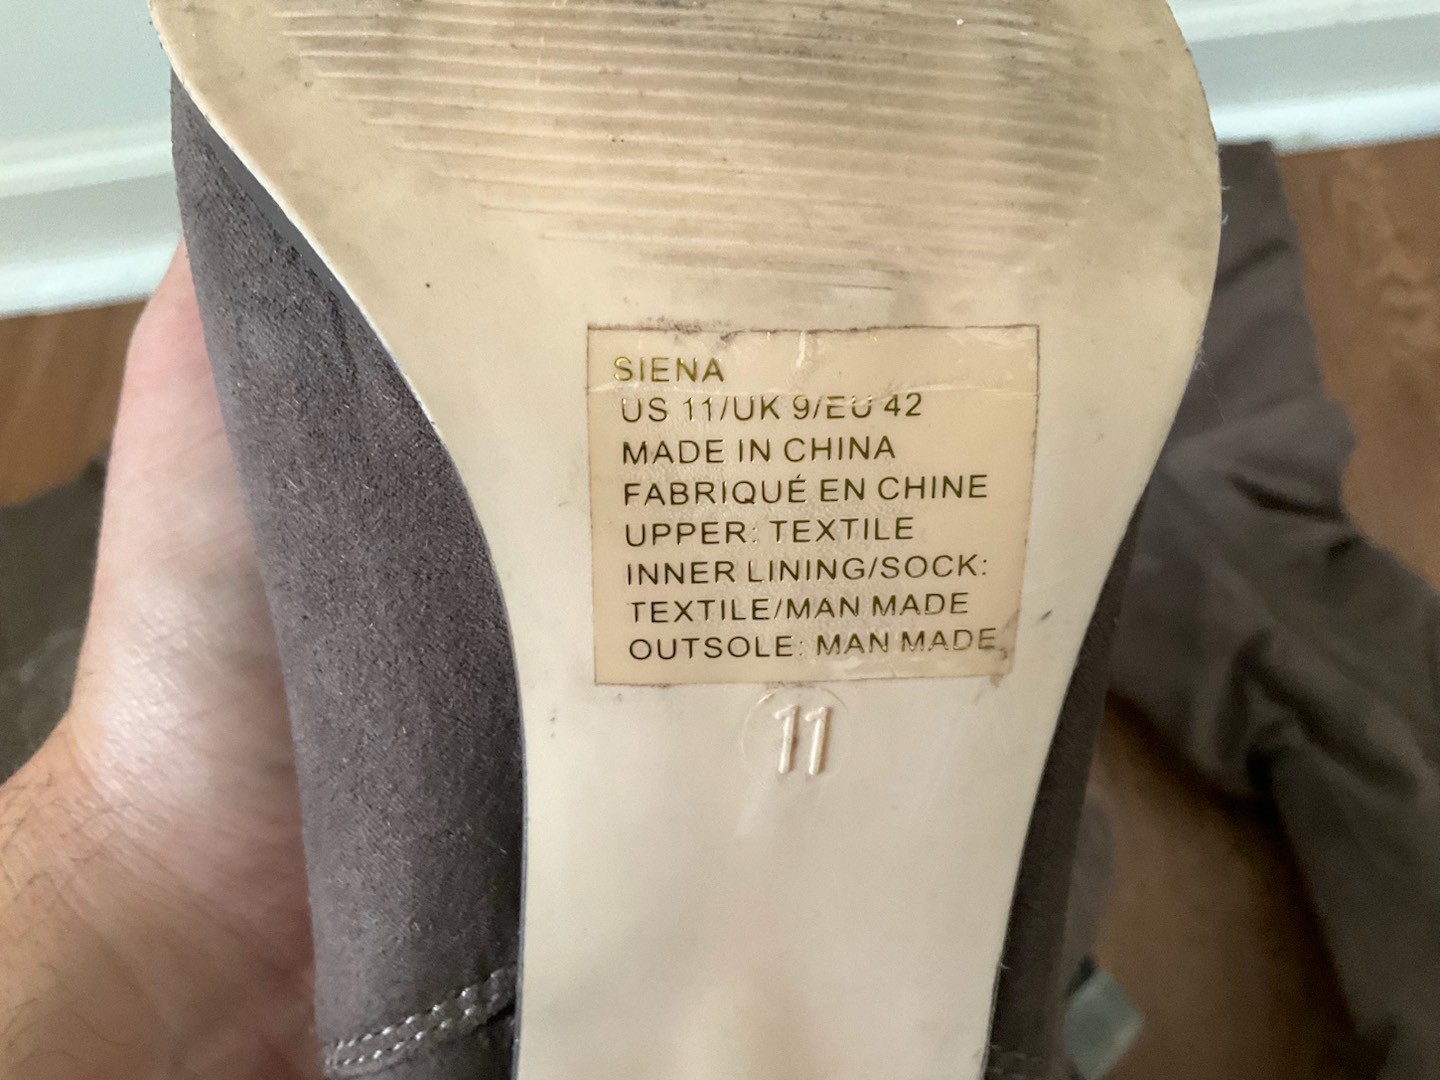 SIENA
US 11/UK 9/EU 42
MADE IN CHINA
FABRIQUÉ EN CHINE
UPPER: TEXTILE
INNER LINING/SOCK:
TEXTILE/MAN MADE
OUTSOLE: MAN MADE
11